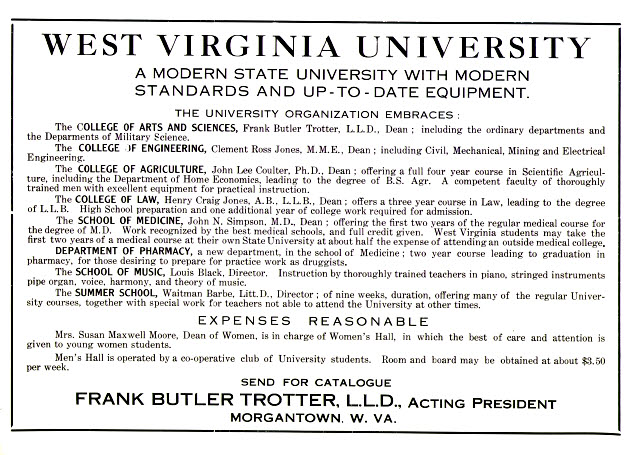 WEST VIRGINIA UNIVERSITY
A MODERN STATE UNIVERSITY WITH MODERN
STANDARDS AND UP-TO-DATE EQUIPMENT.
THE UNIVERSITY ORGANIZATION EMBRACES:
The COLLEGE OF ARTS AND SCIENCES, Frank Butler Trotter, L.L.D., Dean; including the ordinary departments and
the Deparments of Military Science.
The COLLEGE OF ENGINEERING, Clement Ross Jones, M.M.E., Dean; including Civil, Mechanical, Mining and Electrical
Engineering.
The COLLEGE OF AGRICULTURE, John Lee Coulter, Ph.D., Dean; offering a full four year course in Scientific Agricul-
ture, including the Department of Home Economics, leading to the degree of B.S. Agr. A competent faculty of thoroughly
trained men with excellent equipment for practical instruction.
The COLLEGE OF LAW, Henry Craig Jones, A.B., L.L.B., Dean; offers a three year course in Law, leading to the degree
of L.L.B. High School preparation and one additional year of college work required for admission.
The SCHOOL OF MEDICINE, John N. Simpson, M.D., Dean; offering the first two years of the regular medical course for
the degree of M.D. Work recognized by the best medical schools, and full credit given. West Virginia students may take the
first two years of a medical course at their own State University at about half the expense of attending an outside medical college.
DEPARTMENT OF PHARMACY, a new department, in the school of Medicine; two year course leading to graduation in
pharmacy, for those desiring to prepare for practice work as druggists.
The SCHOOL OF MUSIC, Louis Black, Director. Instruction by thoroughly trained teachers in piano, stringed instruments
pipe organ, voice, harmony, and theory of music.
The SUMMER SCHOOL, Waitman Barbe, Litt.D., Director; of nine weeks, duration, offering many of the regular Univer-
sity courses, together with special work for teachers not able to attend the University at other times.
EXPENSES REASONABLE
Mrs. Susan Maxwell Moore, Dean of Women, is in charge of Women's Hall, in which the best of care and attention is
given to young women students.
Men's Hall is operated by a co-operative club of University students. Room and board may be obtained at about $3.50
per week.
SEND FOR CATALOGUE
FRANK BUTLER TROTTER, L.L.D., ACTING PRESIDENT
MORGANTOWN, W. VA.